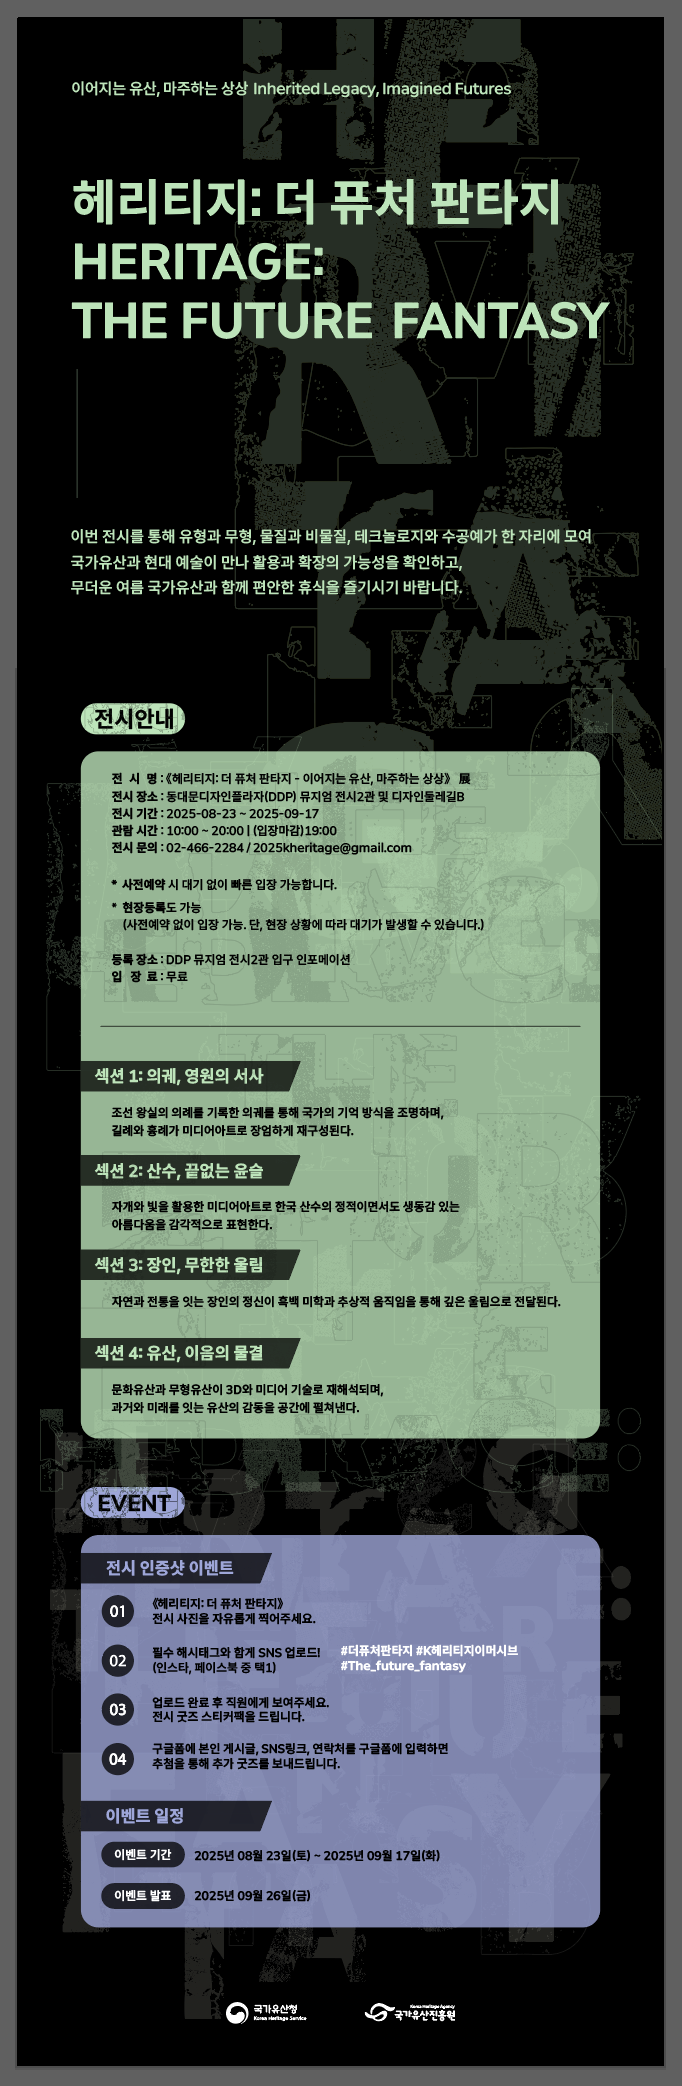 이어지는 유산, 마주하는 상상 Inherited Legacy, Imagined Futures
헤리티지: 더 퓨처 판타지
HERITAGE:
THE FUTURE FANTASY
이번 전시를 통해 유형과 무형, 물질과 비물질, 테크놀로지와 수공예가 한 자리에 모여
국가유산과 현대 예술이 만나 활용과 확장의 가능성을 확인하고,
무더운 여름 국가유산과 함께 편안한 휴식을 즐기시기 바랍니다.
전시안내
전 시 명 : 《헤리티지: 더 퓨처 판타지 - 이어지는 유산, 마주하는 상상》 展
전시 장소 : 동대문디자인플라자(DDP) 뮤지엄 전시2관 및 디자인둘레길B
전시 기간 : 2025-08-23 ~ 2025-09-17
관람 시간 : 10:00 ~ 20:00 | (입장마감)19:00
전시 문의 : 02-466-2284 / 2025kheritage@gmail.com
* 사전예약 시 대기 없이 빠른 입장 가능합니다.
* 현장등록도 가능
(사전예약 없이 입장 가능. 단, 현장 상황에 따라 대기가 발생할 수 있습니다.)
등록 장소 : DDP 뮤지엄 전시2관 입구 인포메이션
입 장 료 : 무료
섹션 1: 의궤, 영원의 서사
조선 왕실의 의례를 기록한 의궤를 통해 국가의 기억 방식을 조명하며,
길례와 흉례가 미디어아트로 장엄하게 재구성된다.
섹션 2: 산수, 끝없는 윤슬
자개와 빛을 활용한 미디어아트로 한국 산수의 정적이면서도 생동감 있는
아름다움을 감각적으로 표현한다.
섹션 3: 장인, 무한한 울림
자연과 전통을 잇는 장인의 정신이 흑백 미학과 추상적 움직임을 통해 깊은 울림으로 전달된다.
섹션 4: 유산, 이음의 물결
문화유산과 무형유산이 3D와 미디어 기술로 재해석되며,
과거와 미래를 잇는 유산의 감동을 공간에 펼쳐낸다.
EVENT
전시 인증샷 이벤트
01 《헤리티지: 더 퓨처 판타지》
전시 사진을 자유롭게 찍어주세요.
02 필수 해시태그와 함게 SNS 업로드! #더퓨처판타지 #K헤리티지이머시브
(인스타, 페이스북 중 택1) #The_future_fantasy
03 업로드 완료 후 직원에게 보여주세요.
전시 굿즈 스티커팩을 드립니다.
04 구글폼에 본인 게시글, SNS링크, 연락처를 구글폼에 입력하면
추첨을 통해 추가 굿즈를 보내드립니다.
이벤트 일정
이벤트 기간 2025년 08월 23일(토) ~ 2025년 09월 17일(화)
이벤트 발표 2025년 09월 26일(금)
국가유산청
Korea Heritage Service
Korea Heritage Agency
국가유산진흥원